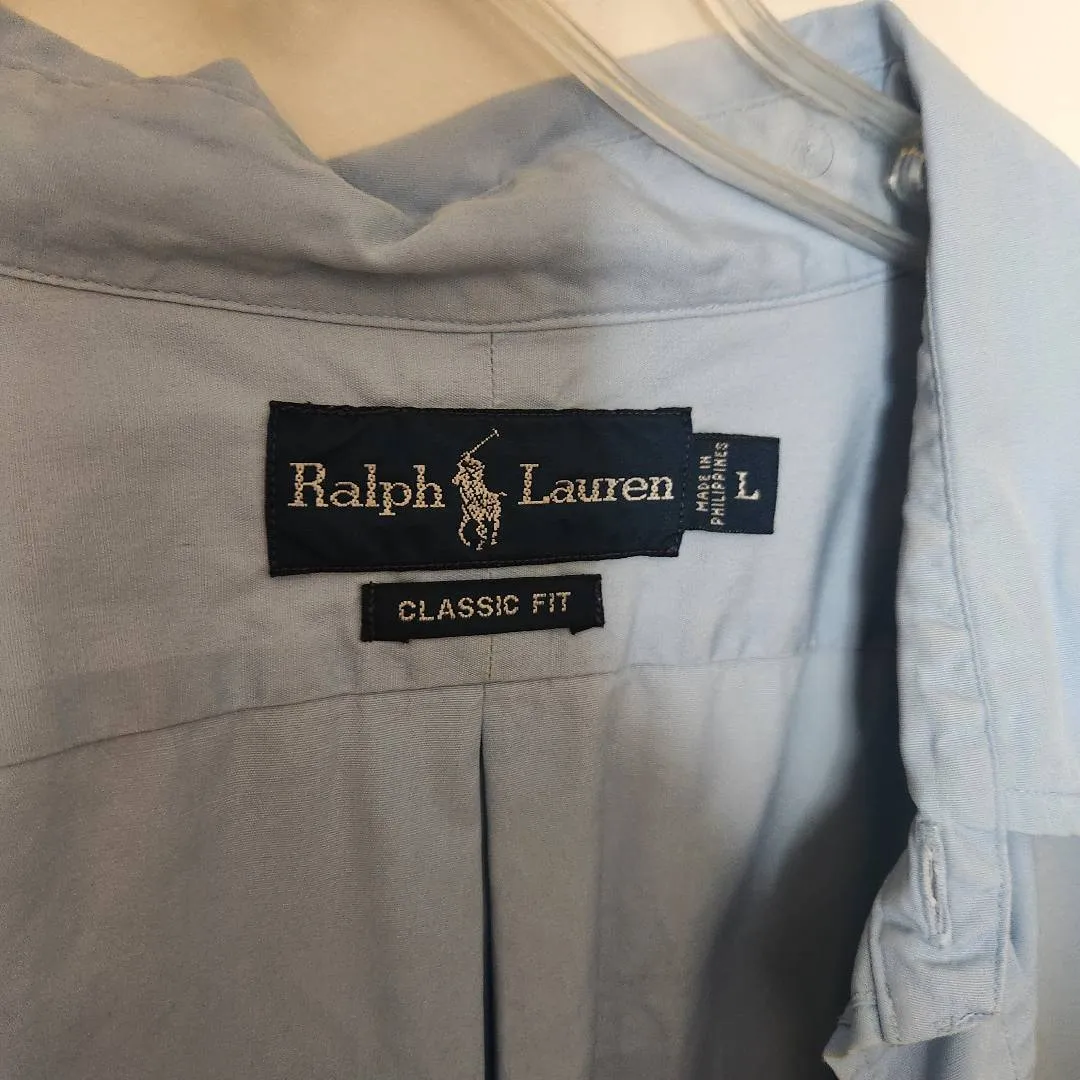 Ralph Lauren
MADE IN
PHILIPPINES
L
CLASSIC FIT